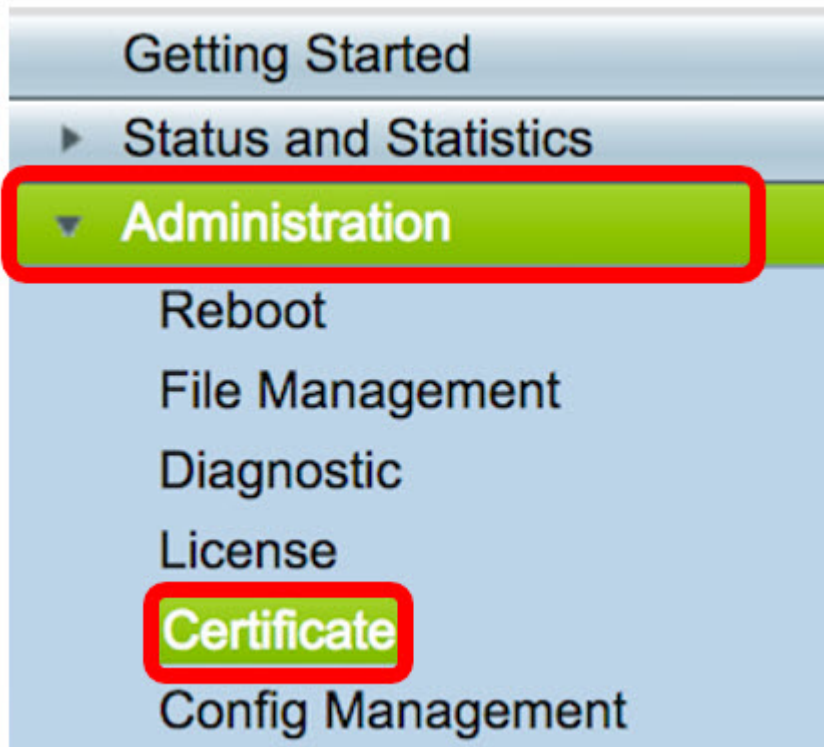 Getting Started
Status and Statistics
Administration
Reboot
File Management
Diagnostic
License
Certificate
Config Management